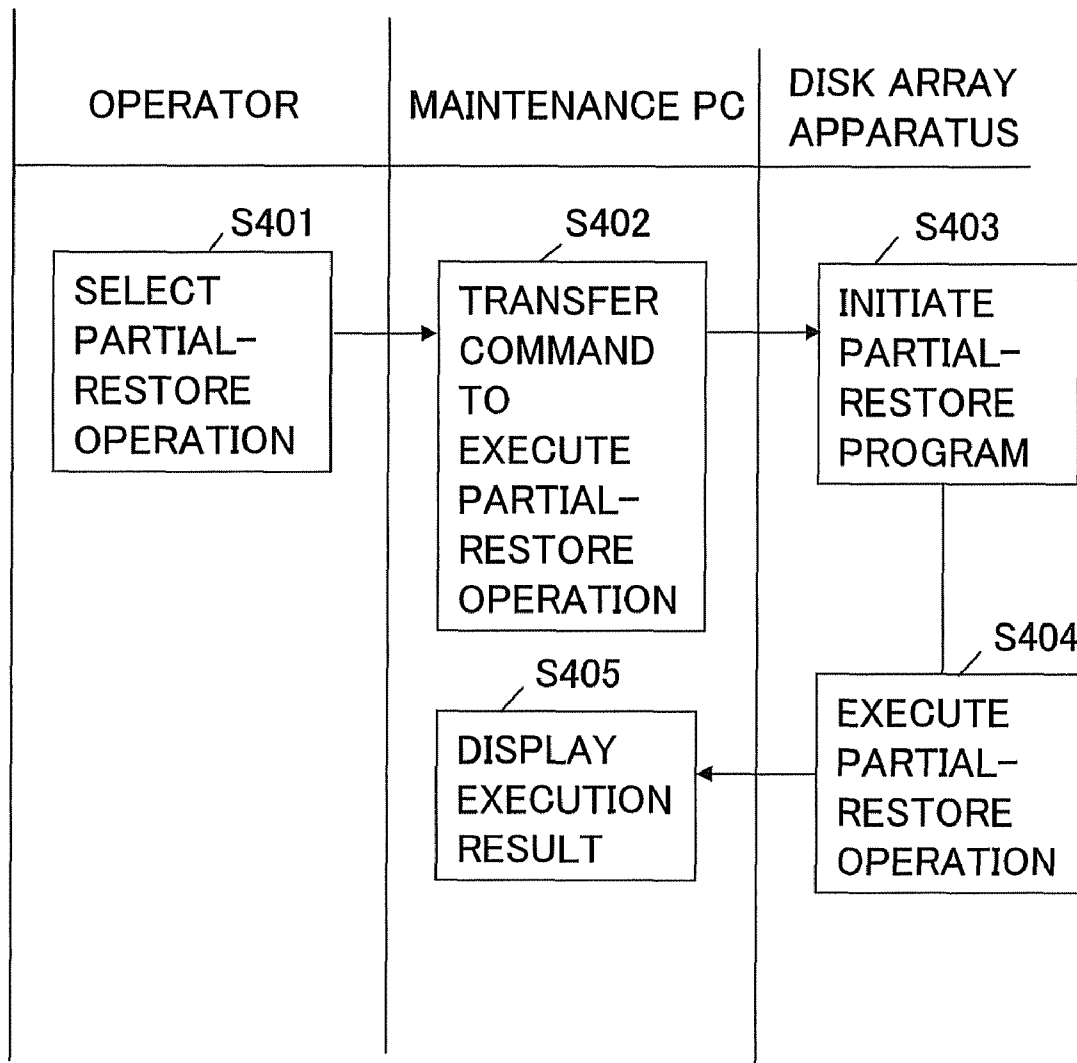 OPERATOR
MAINTENANCE PC
DISK ARRAY
APPARATUS
S401
SELECT
PARTIAL-
RESTORE
OPERATION
S402
TRANSFER
COMMAND
TO
EXECUTE
PARTIAL-
RESTORE
OPERATION
S403
INITIATE
PARTIAL-
RESTORE
PROGRAM
S404
EXECUTE
PARTIAL-
RESTORE
OPERATION
S405
DISPLAY
EXECUTION
RESULT